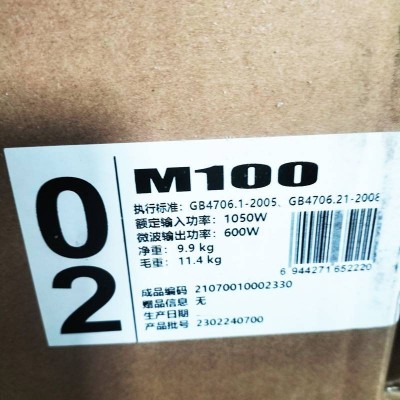 02
M100
执行标准: GB4706.1-2005、GB4706.21-2008
额定输入功率: 1050W
微波输出功率: 600W
净重: 9.9 kg
毛重: 11.4 kg
6 944271 652220
成品编码 21070010002330
赠品信息 无
生产日期
产品批号 2302240700